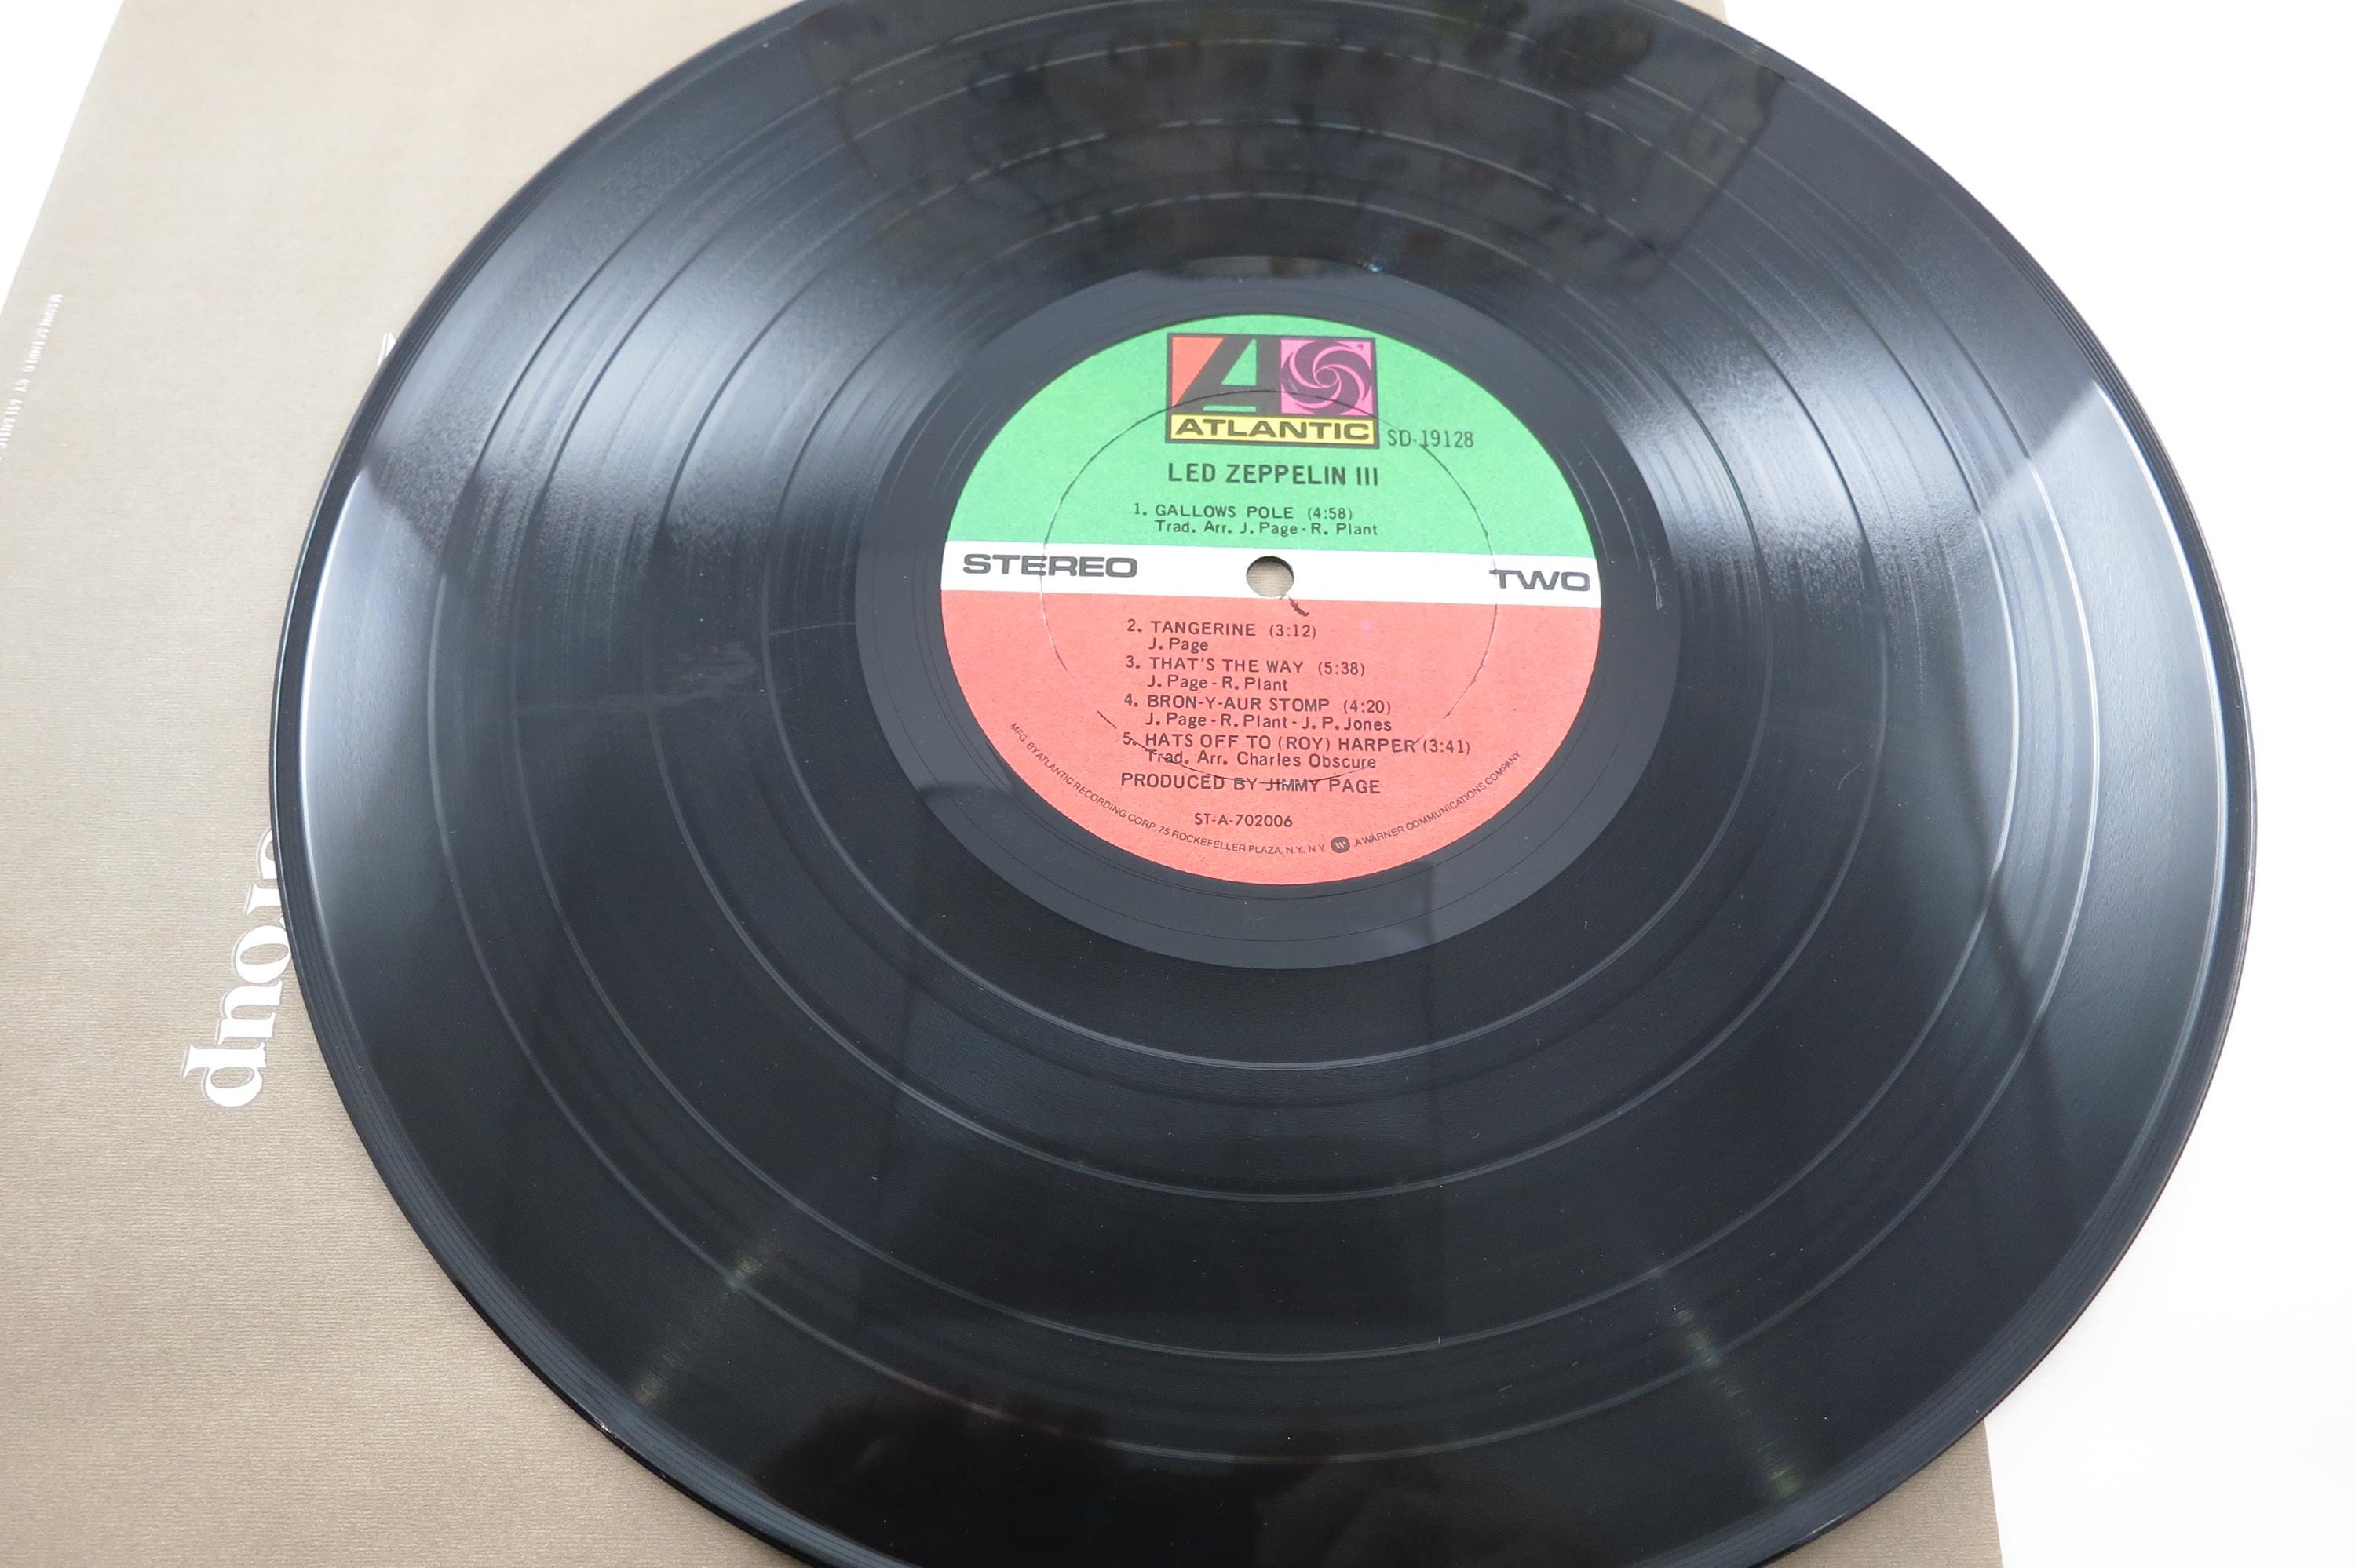 ATLANTIC
SD-19128
LED ZEPPELIN III
1. GALLOWS POLE (4:58)
Trad. Arr. J. Page - R. Plant
STEREO
TWO
2. TANGERINE (3:12)
J. Page
3. THAT'S THE WAY (5:38)
J. Page - R. Plant
4. BRON-Y-AUR STOMP (4:20)
J. Page - R. Plant - J. P. Jones
5. HATS OFF TO (ROY) HARPER (3:41)
Trad. Arr. Charles Obscure
PRODUCED BY JIMMY PAGE
ST-A-702006
MFG. BY ATLANTIC RECORDING CORP. 75 ROCKEFELLER PLAZA, N.Y., N.Y. A WARNER COMMUNICATIONS COMPANY